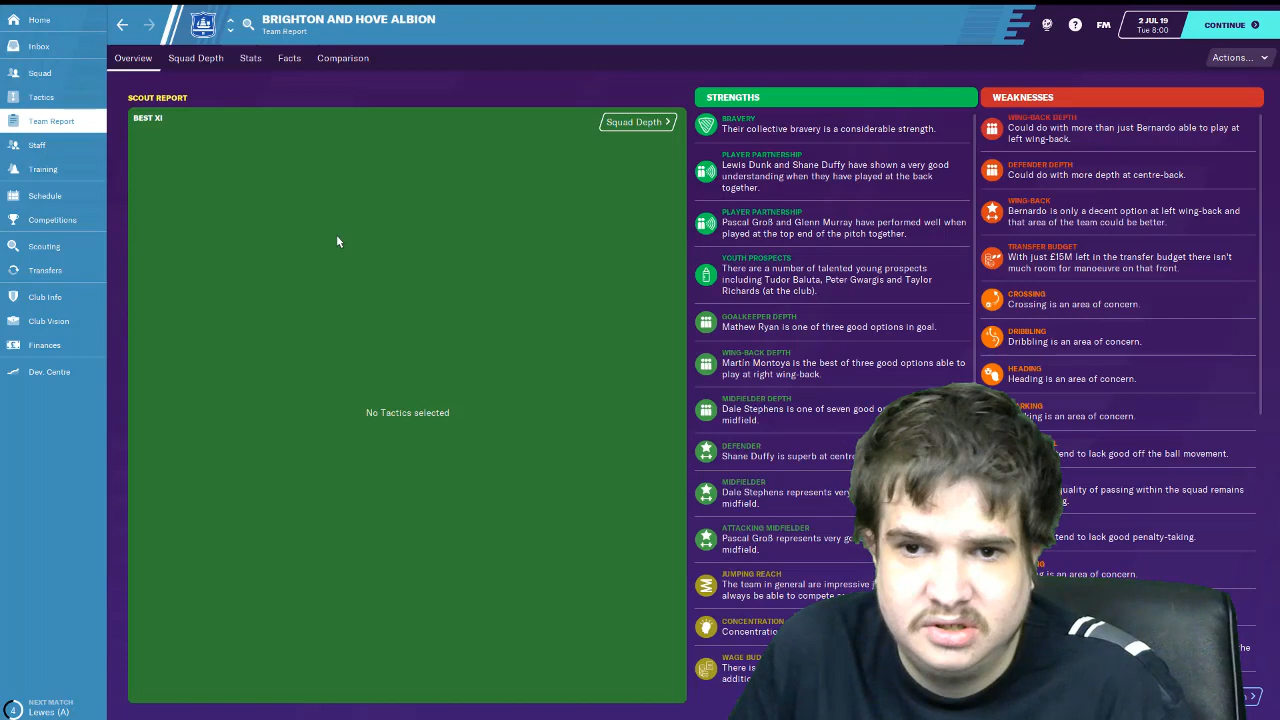 Home
Inbox
Squad
Tactics
Team Report
Staff
Training
Schedule
Competitions
Scouting
Transfers
Club Info
Club Vision
Finances
Dev. Centre
NEXT MATCH
4
Lewes (A)
BRIGHTON AND HOVE ALBION
Team Report
FM
2 JUL 19
Tue 8:00
CONTINUE
Overview
Squad Depth
Stats
Facts
Comparison
Actions...
SCOUT REPORT
BEST XI
Squad Depth
No Tactics selected
STRENGTHS
BRAVERY
Their collective bravery is a considerable strength.
PLAYER PARTNERSHIP
Lewis Dunk and Shane Duffy have shown a very good
understanding when they have played at the back
together.
PLAYER PARTNERSHIP
Pascal Groß and Glenn Murray have performed well when
played at the top end of the pitch together.
YOUTH PROSPECTS
There are a number of talented young prospects
including Tudor Baluta, Peter Gwargis and Taylor
Richards (at the club).
GOALKEEPER DEPTH
Mathew Ryan is one of three good options in goal.
WING-BACK DEPTH
Martín Montoya is the best of three good options able to
play at right wing-back.
MIDFIELDER DEPTH
Dale Stephens is one of seven good
midfield.
DEFENDER
Shane Duffy is superb at
MIDFIELDER
Dale Stephens represents
midfield.
ATTACKING MIDFIELDER
Pascal Groß represents very
midfield.
JUMPING REACH
The team in general are impressive
always be able to compete
CONCENTRATION
WAGE
There is
WEAKNESSES
WING-BACK DEPTH
Could do with more than just Bernardo able to play at
left wing-back.
DEFENDER DEPTH
Could do with more depth at centre-back.
WING-BACK
Bernardo is only a decent option at left wing-back and
that area of the team could be better.
TRANSFER BUDGET
With just £15M left in the transfer budget there isn't
much room for manoeuvre on that front.
CROSSING
Crossing is an area of concern.
DRIBBLING
Dribbling is an area of concern.
HEADING
Heading is an area of concern.
is an area of concern.
tend to lack good off the ball movement.
quality of passing within the squad remains
tend to lack good penalty-taking.
is an area of concern.
the